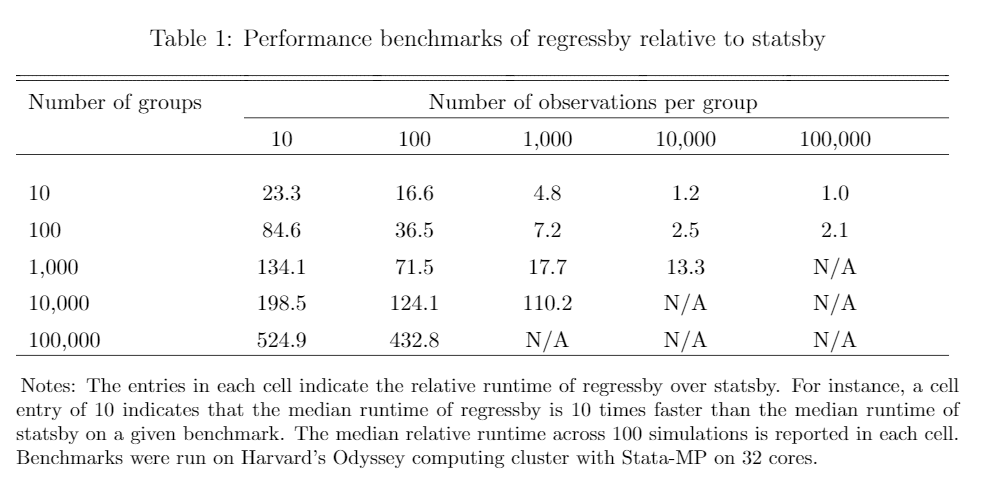 Table 1: Performance benchmarks of regressby relative to statsby
Number of groups Number of observations per group
10 100 1,000 10,000 100,000
10 23.3 16.6 4.8 1.2 1.0
100 84.6 36.5 7.2 2.5 2.1
1,000 134.1 71.5 17.7 13.3 N/A
10,000 198.5 124.1 110.2 N/A N/A
100,000 524.9 432.8 N/A N/A N/A
Notes: The entries in each cell indicate the relative runtime of regressby over statsby. For instance, a cell
entry of 10 indicates that the median runtime of regressby is 10 times faster than the median runtime of
statsby on a given benchmark. The median relative runtime across 100 simulations is reported in each cell.
Benchmarks were run on Harvard's Odyssey computing cluster with Stata-MP on 32 cores.